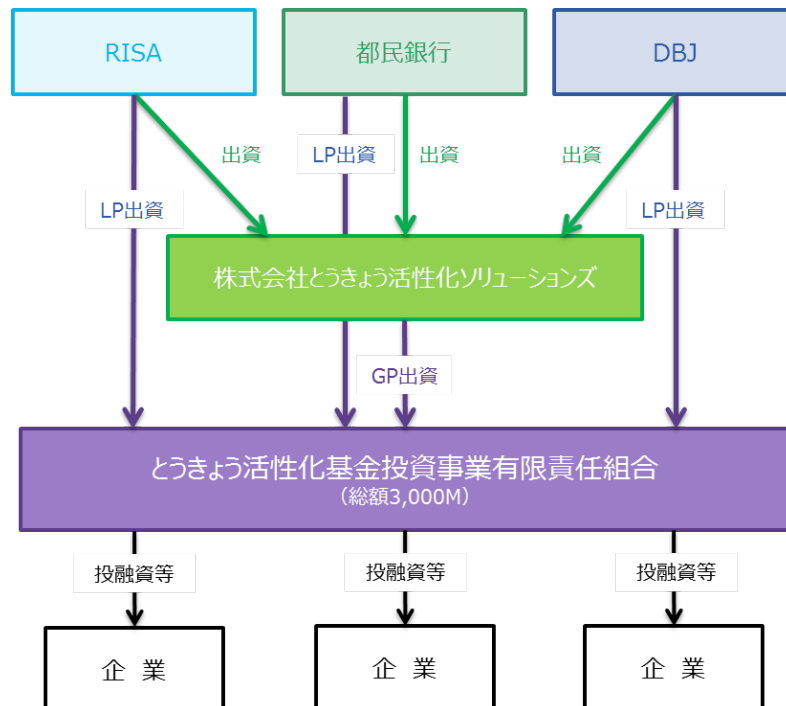 RISA
都民銀行
DBJ
出資
LP出資
出資
出資
LP出資
LP出資
株式会社とうきょう活性化ソリューションズ
GP出資
とうきょう活性化基金投資事業有限責任組合
（総額3,000M）
投融資等
投融資等
投融資等
企 業
企 業
企 業